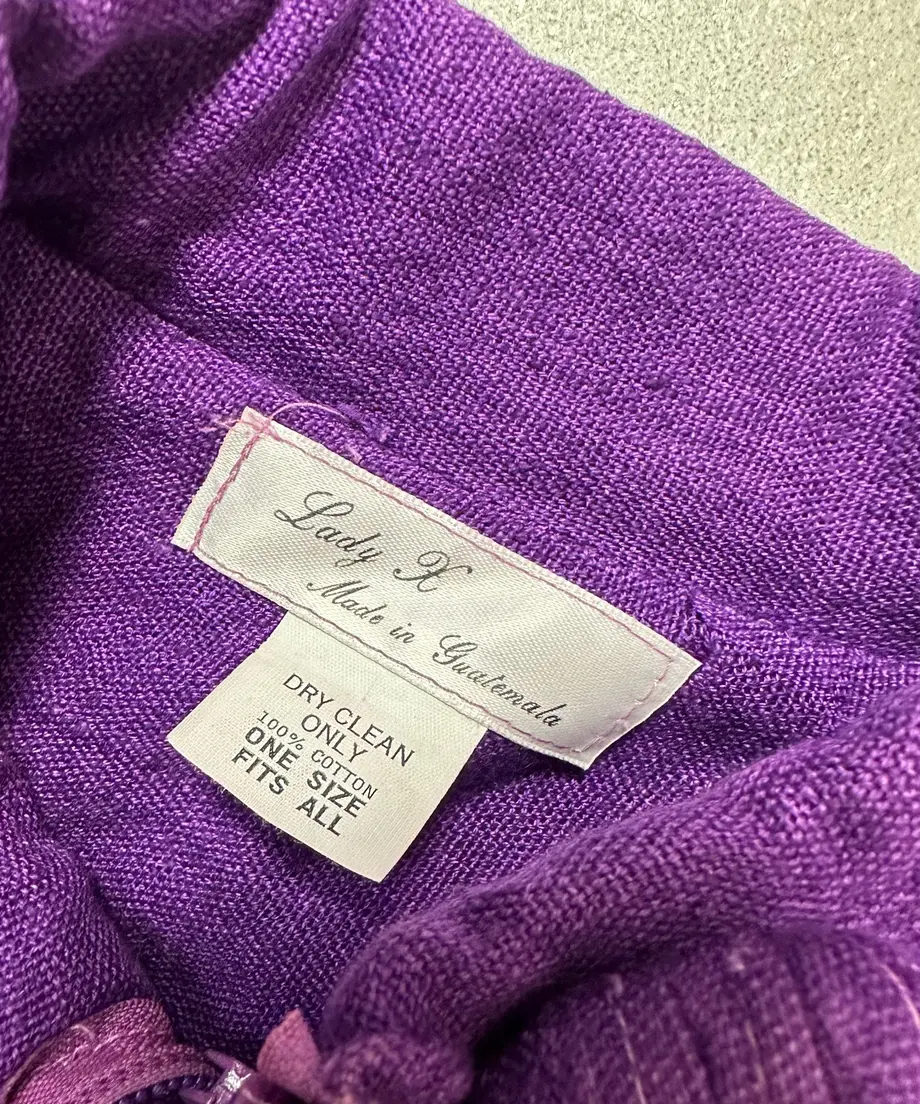 Lady X
Made in Guatemala
DRY CLEAN
ONLY
100% COTTON
ONE SIZE
FITS ALL